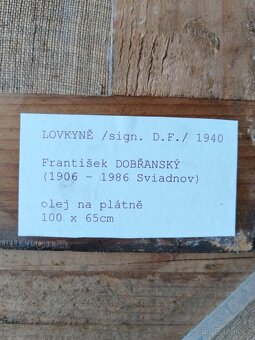 LOVKYNĚ /sign. D.F./ 1940
František DOBŘANSKÝ
(1906 - 1986 Sviadnov)
olej na plátně
100 x 65cm